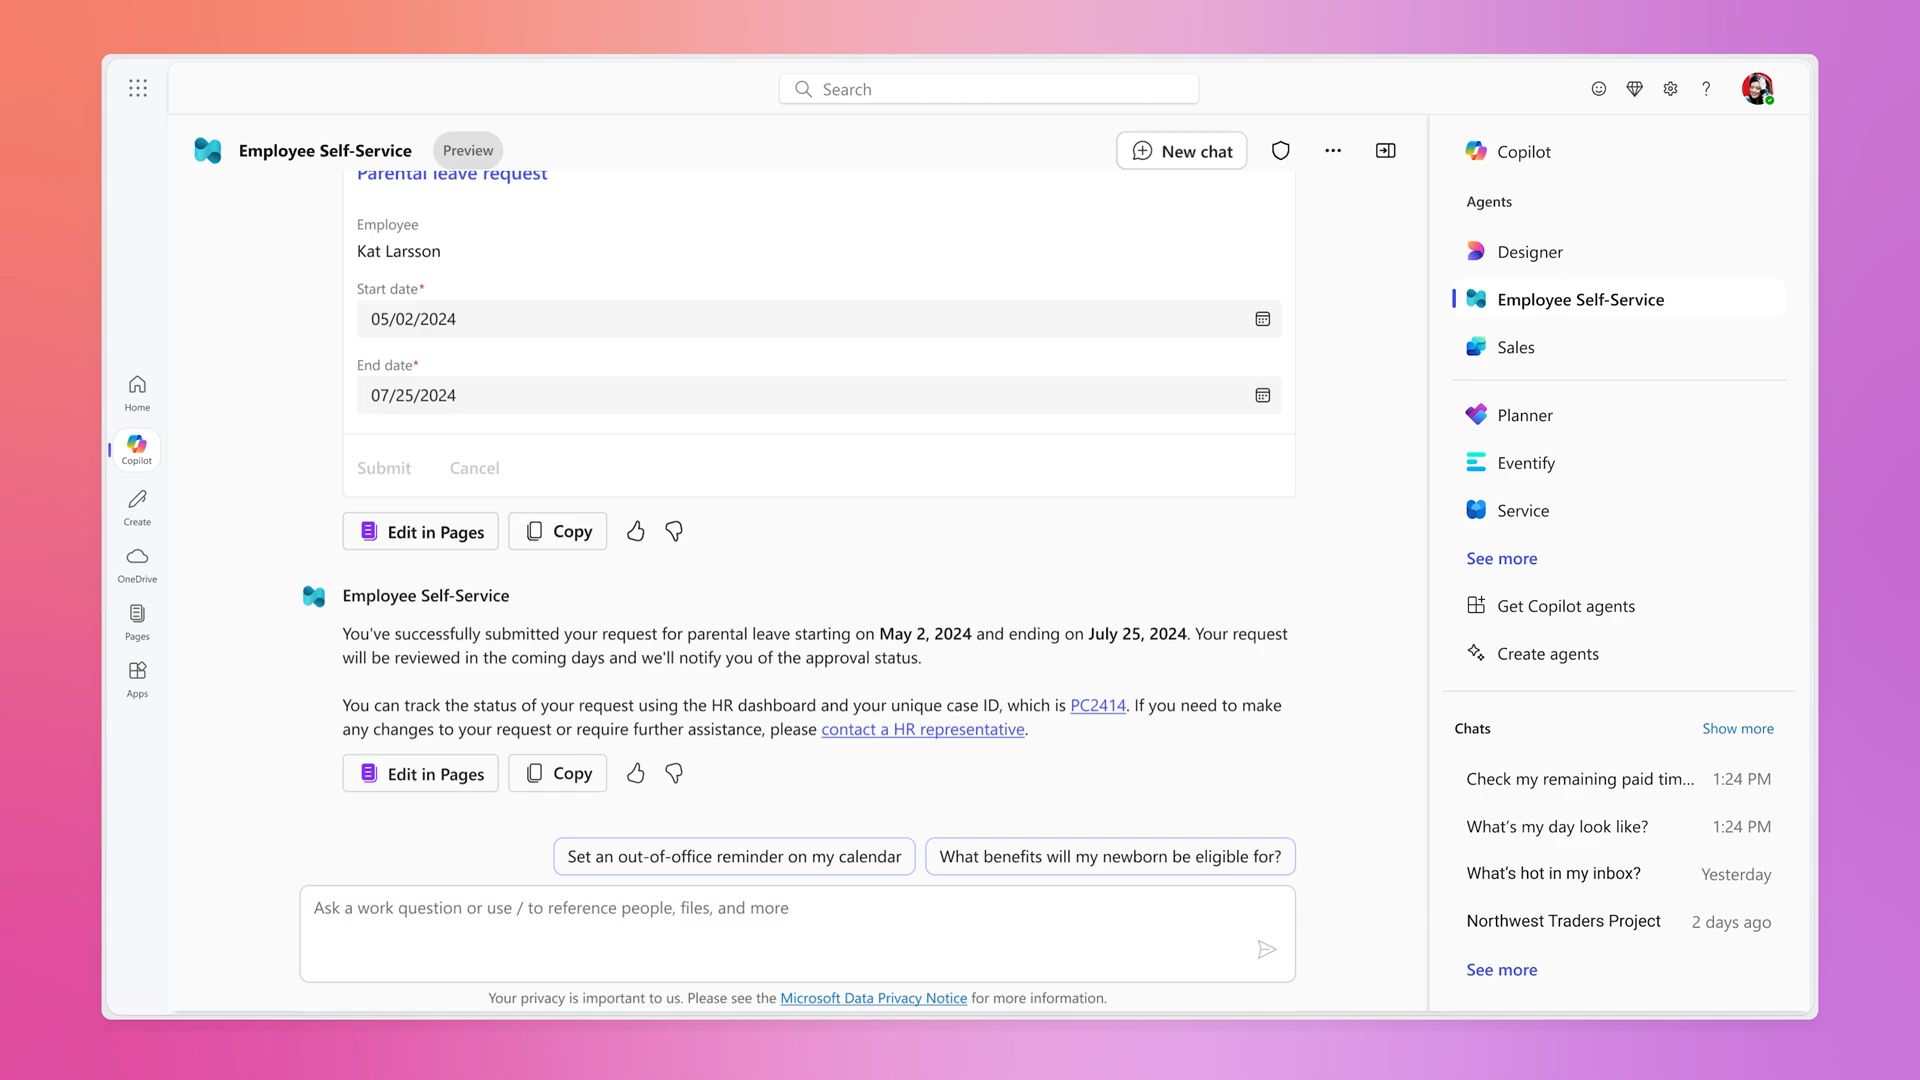 Search
Employee Self-Service
Preview
New chat
Parental leave request
Employee
Kat Larsson
Start date*
05/02/2024
End date*
07/25/2024
Submit
Cancel
Edit in Pages
Copy
Employee Self-Service
You've successfully submitted your request for parental leave starting on May 2, 2024 and ending on July 25, 2024. Your request
will be reviewed in the coming days and we'll notify you of the approval status.
You can track the status of your request using the HR dashboard and your unique case ID, which is PC2414. If you need to make
any changes to your request or require further assistance, please contact a HR representative.
Edit in Pages
Copy
Set an out-of-office reminder on my calendar
What benefits will my newborn be eligible for?
Ask a work question or use / to reference people, files, and more
Your privacy is important to us. Please see the Microsoft Data Privacy Notice for more information.
Home
Copilot
Create
OneDrive
Pages
Apps
Copilot
Agents
Designer
Employee Self-Service
Sales
Planner
Eventify
Service
See more
Get Copilot agents
Create agents
Chats
Show more
Check my remaining paid tim... 1:24 PM
What's my day look like? 1:24 PM
What's hot in my inbox? Yesterday
Northwest Traders Project 2 days ago
See more